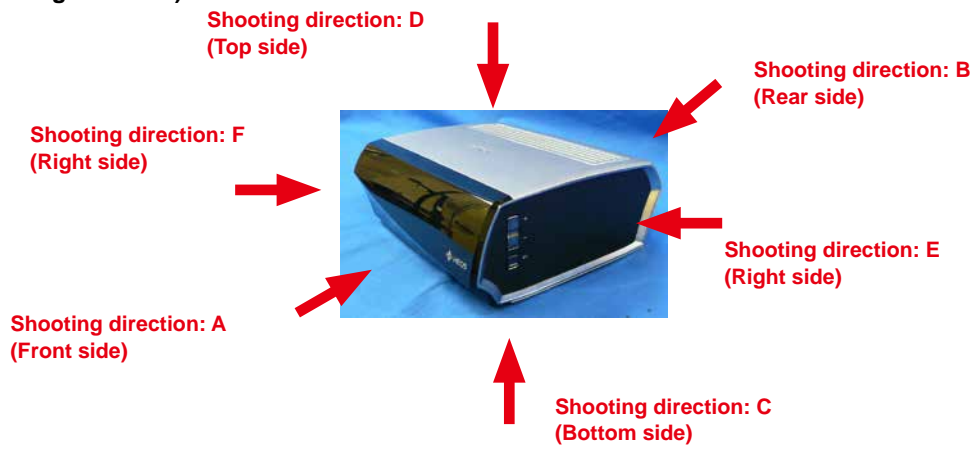 Shooting direction: D
(Top side)
Shooting direction: B
(Rear side)
Shooting direction: F
(Right side)
Shooting direction: E
(Right side)
Shooting direction: A
(Front side)
Shooting direction: C
(Bottom side)